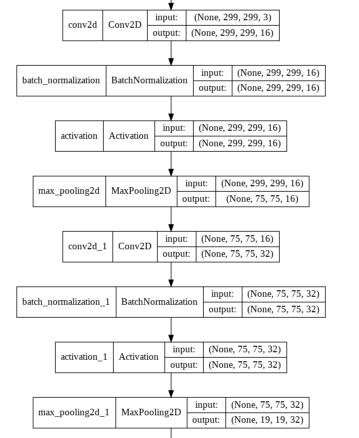 conv2d Conv2D input: (None, 299, 299, 3)
output: (None, 299, 299, 16)
batch_normalization BatchNormalization input: (None, 299, 299, 16)
output: (None, 299, 299, 16)
activation Activation input: (None, 299, 299, 16)
output: (None, 299, 299, 16)
max_pooling2d MaxPooling2D input: (None, 299, 299, 16)
output: (None, 75, 75, 16)
conv2d_1 Conv2D input: (None, 75, 75, 16)
output: (None, 75, 75, 32)
batch_normalization_1 BatchNormalization input: (None, 75, 75, 32)
output: (None, 75, 75, 32)
activation_1 Activation input: (None, 75, 75, 32)
output: (None, 75, 75, 32)
max_pooling2d_1 MaxPooling2D input: (None, 75, 75, 32)
output: (None, 19, 19, 32)